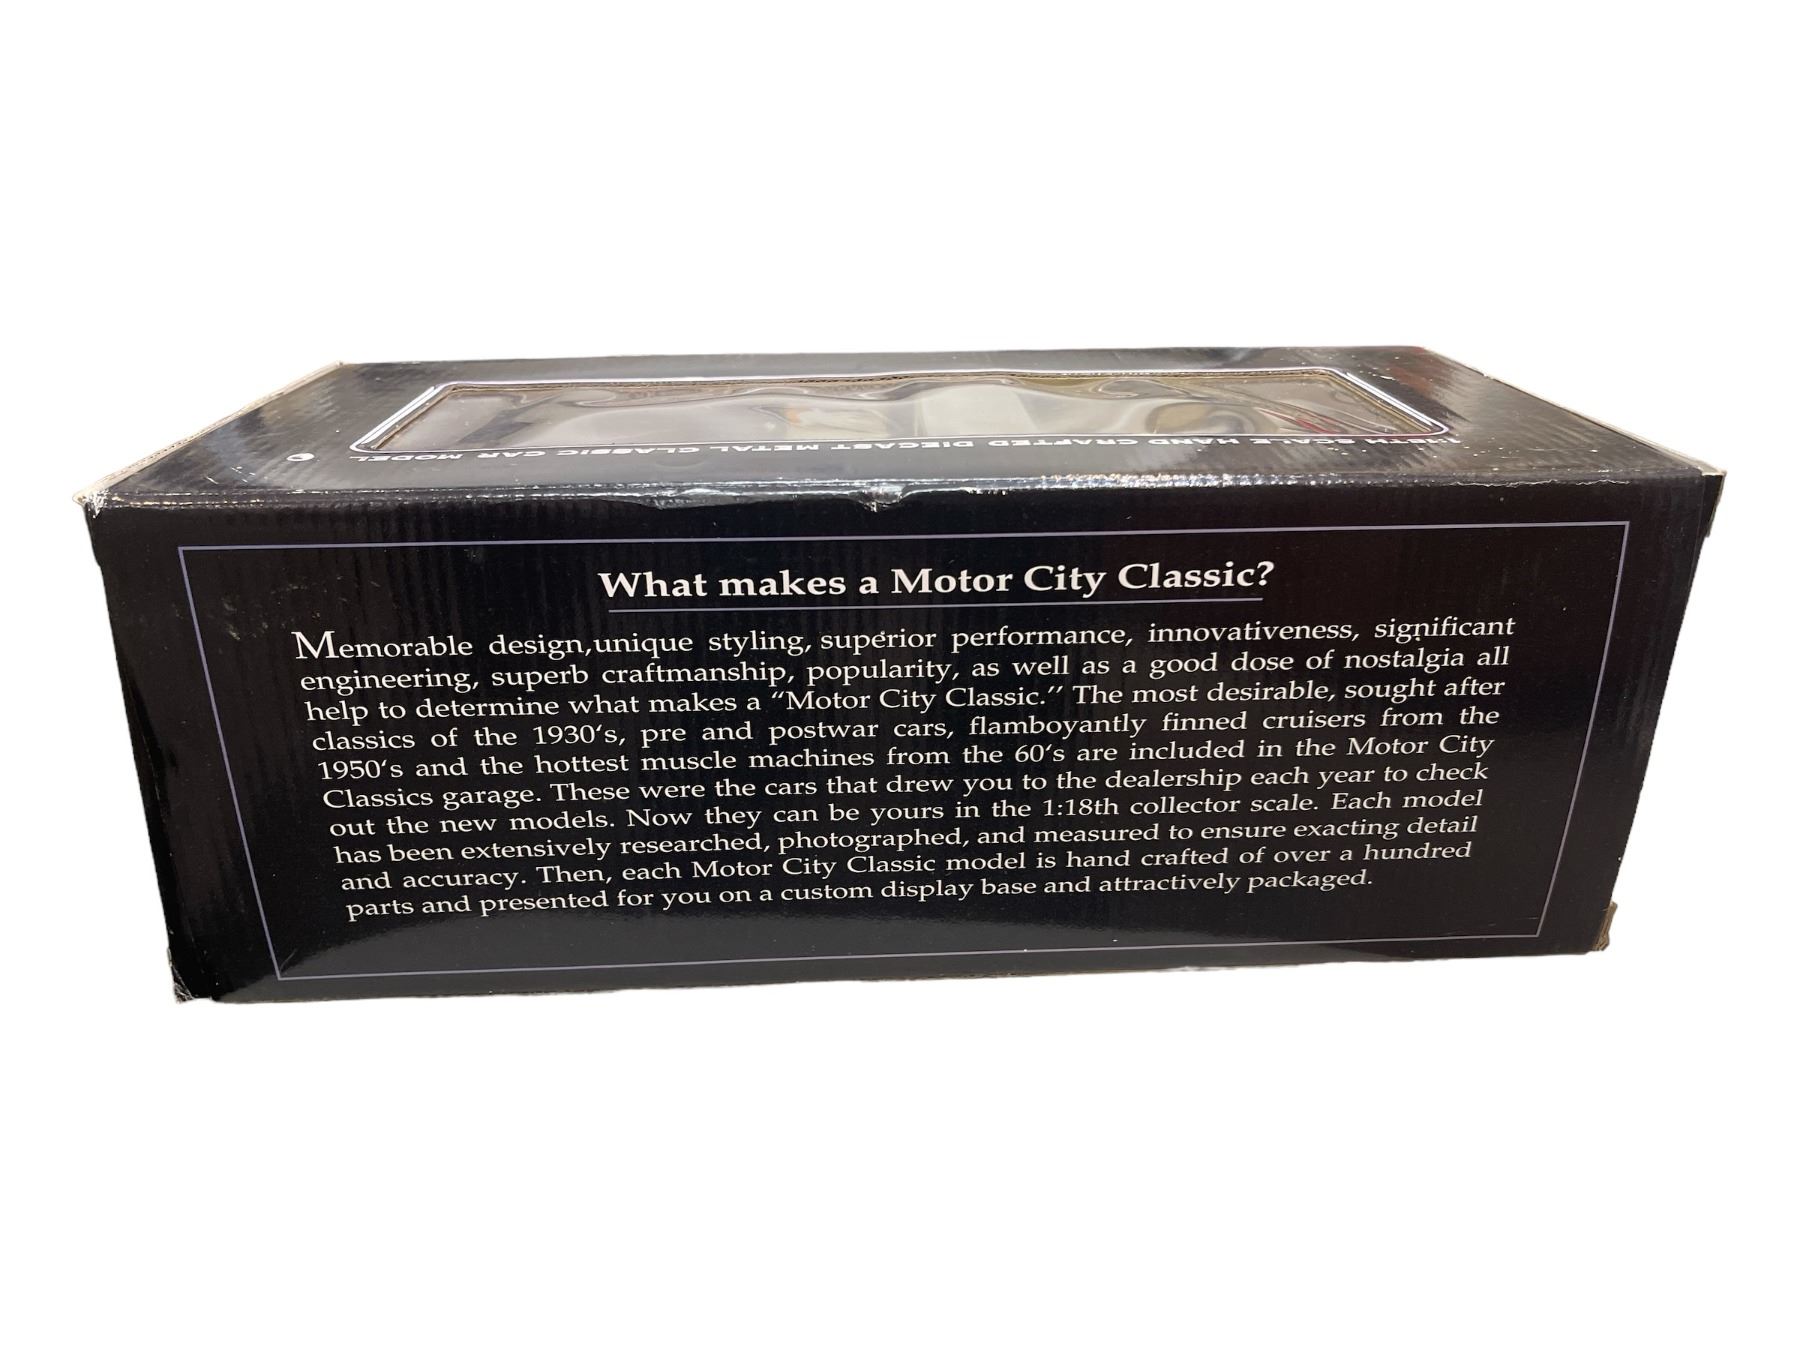 1:18TH SCALE HAND CRAFTED DIECAST METAL CLASSIC CAR MODEL
What makes a Motor City Classic?
Memorable design,unique styling, superior performance, innovativeness, significant
engineering, superb craftmanship, popularity, as well as a good dose of nostalgia all
help to determine what makes a “Motor City Classic.” The most desirable, sought after
classics of the 1930‘s, pre and postwar cars, flamboyantly finned cruisers from the
1950‘s and the hottest muscle machines from the 60‘s are included in the Motor City
Classics garage. These were the cars that drew you to the dealership each year to check
out the new models. Now they can be yours in the 1:18th collector scale. Each model
has been extensively researched, photographed, and measured to ensure exacting detail
and accuracy. Then, each Motor City Classic model is hand crafted of over a hundred
parts and presented for you on a custom display base and attractively packaged.